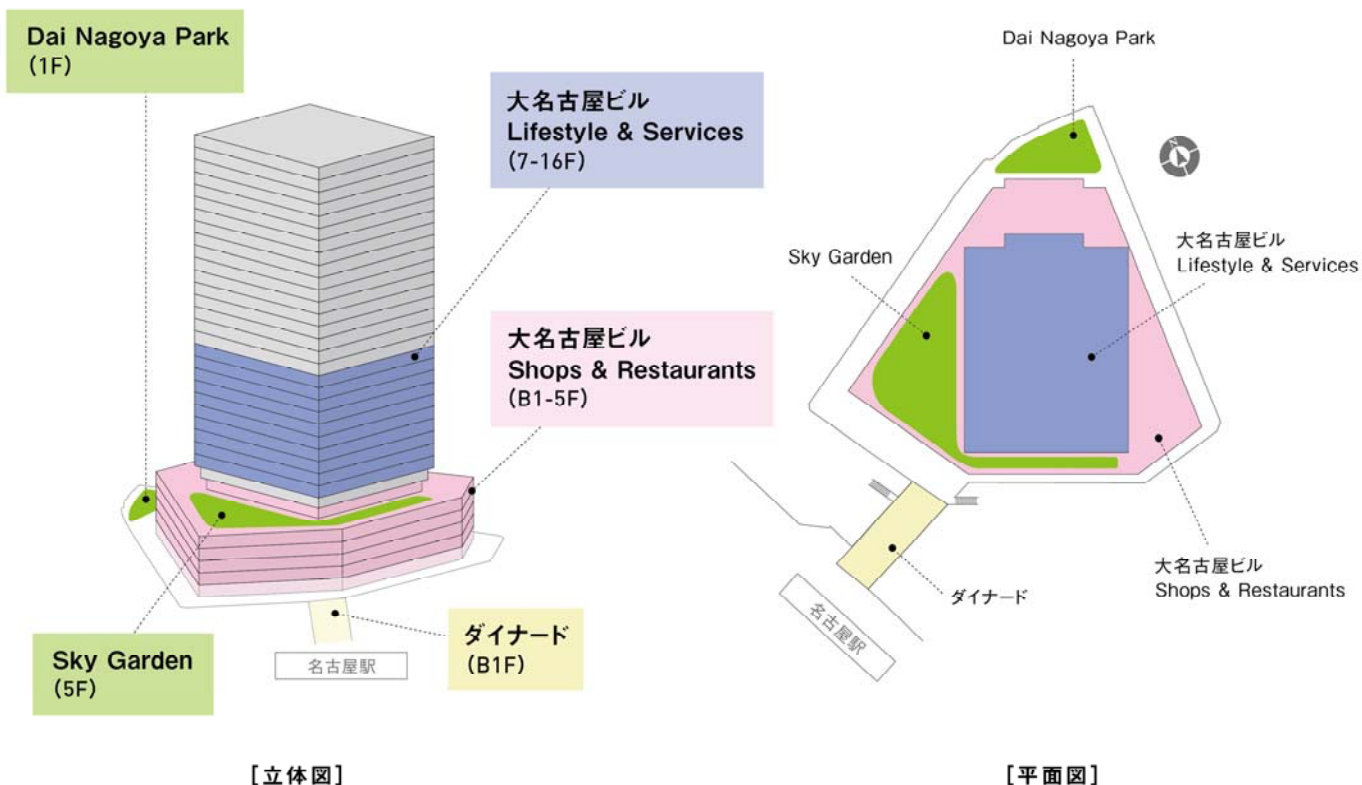 Dai Nagoya Park
(1F)
大名古屋ビル
Lifestyle & Services
(7-16F)
大名古屋ビル
Shops & Restaurants
(B1-5F)
Sky Garden
(5F)
ダイナード
(B1F)
名古屋駅
[立体図]
Dai Nagoya Park
N
Sky Garden
大名古屋ビル
Lifestyle & Services
大名古屋ビル
Shops & Restaurants
ダイナード
名古屋駅
[平面図]